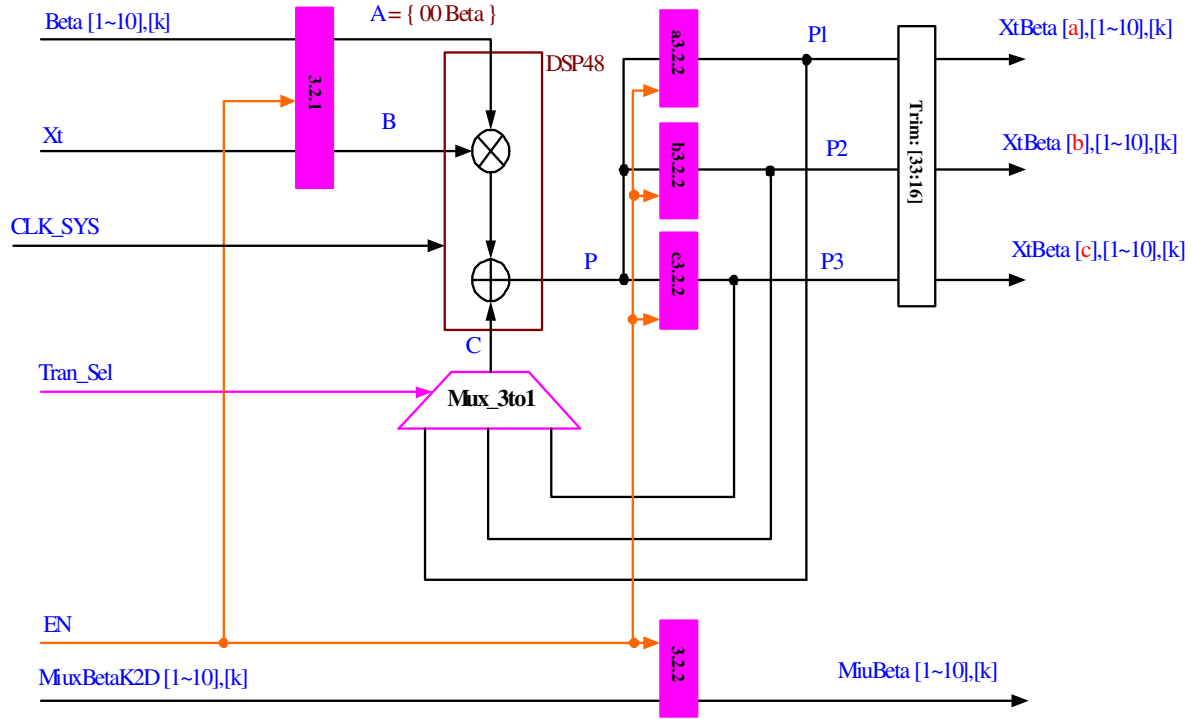 Beta [1~10],[k]
A = { 00 Beta }
P1
XtBeta [a],[1~10],[k]
DSP48
a3.2.2
3.2.1
Xt
B
P2
XtBeta [b],[1~10],[k]
b3.2.2
Trim: [33:16]
CLK_SYS
P
P3
XtBeta [c],[1~10],[k]
c3.2.2
C
Tran_Sel
Mux_3to1
EN
3.2.2
MiuxBetaK2D [1~10],[k]
MiuBeta [1~10],[k]